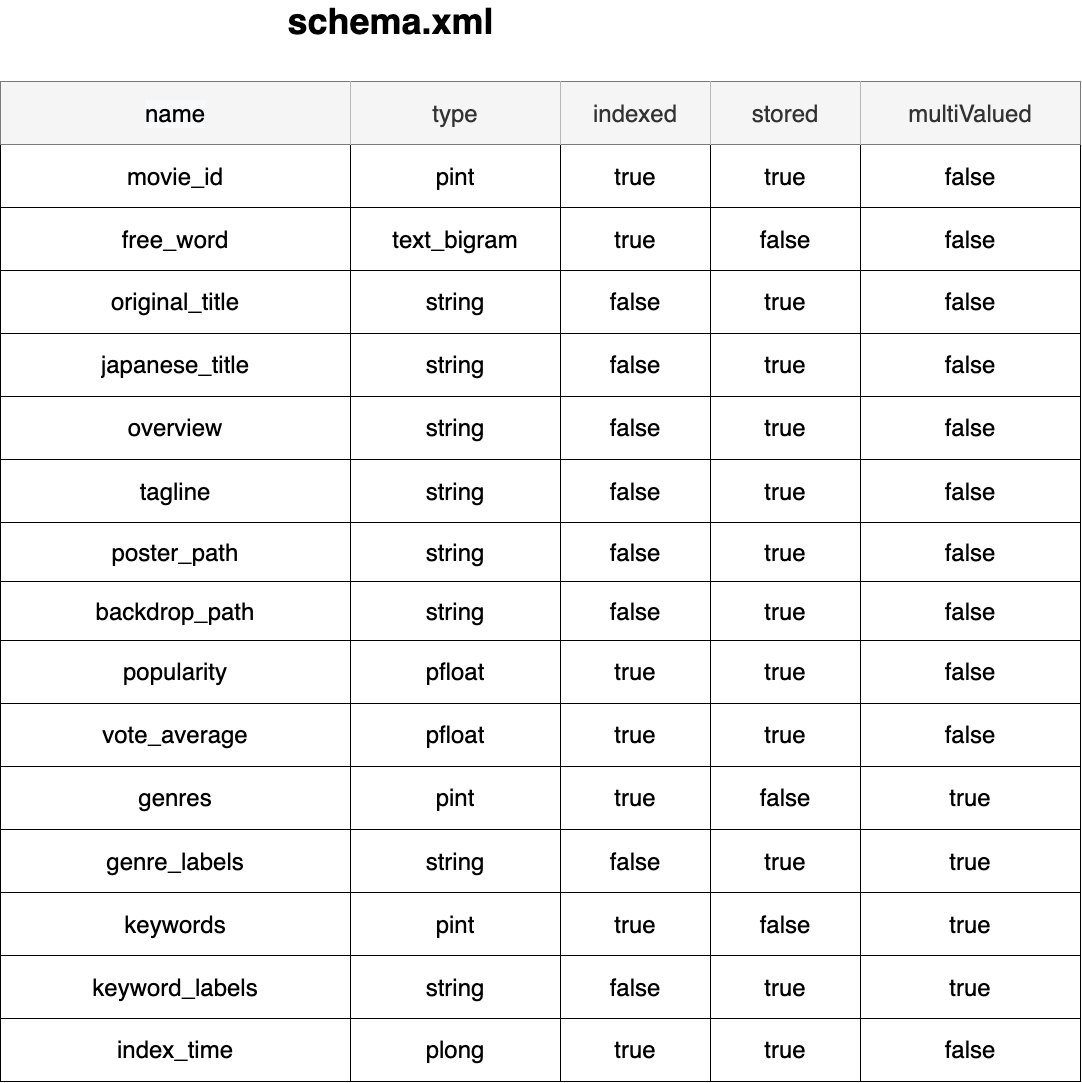 schema.xml
name type indexed stored multiValued
movie_id pint true true false
free_word text_bigram true false false
original_title string false true false
japanese_title string false true false
overview string false true false
tagline string false true false
poster_path string false true false
backdrop_path string false true false
popularity pfloat true true false
vote_average pfloat true true false
genres pint true false true
genre_labels string false true true
keywords pint true false true
keyword_labels string false true true
index_time plong true true false